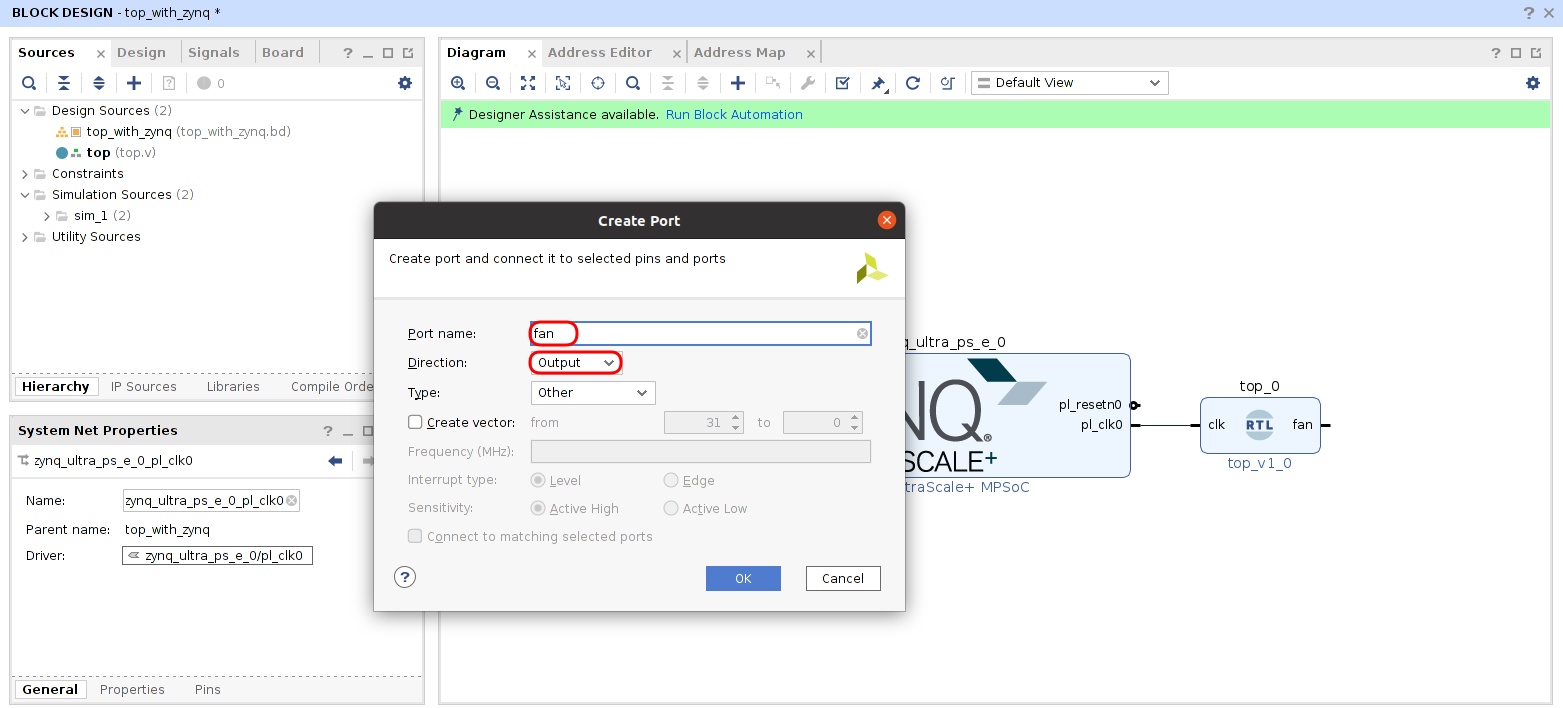 BLOCK DESIGN - top_with_zynq *
Sources
Design
Signals
Board
0
Design Sources (2)
top_with_zynq (top_with_zynq.bd)
top (top.v)
Constraints
Simulation Sources (2)
sim_1 (2)
Utility Sources
Hierarchy
IP Sources
Libraries
Compile Orde
System Net Properties
zynq_ultra_ps_e_0_pl_clk0
Name: zynq_ultra_ps_e_0_pl_clk0
Parent name: top_with_zynq
Driver: zynq_ultra_ps_e_0/pl_clk0
General
Properties
Pins
Diagram
Address Editor
Address Map
Default View
Designer Assistance available. Run Block Automation
Create Port
Create port and connect it to selected pins and ports
Port name: fan
Direction: Output
Type: Other
Create vector: from 31 to 0
Frequency (MHz):
Interrupt type: Level Edge
Sensitivity: Active High Active Low
Connect to matching selected ports
?
OK
Cancel
q_ultra_ps_e_0
NQ®
SCALE+
pl_resetn0
pl_clk0
traScale+ MPSoC
top_0
clk RTL fan
top_v1_0